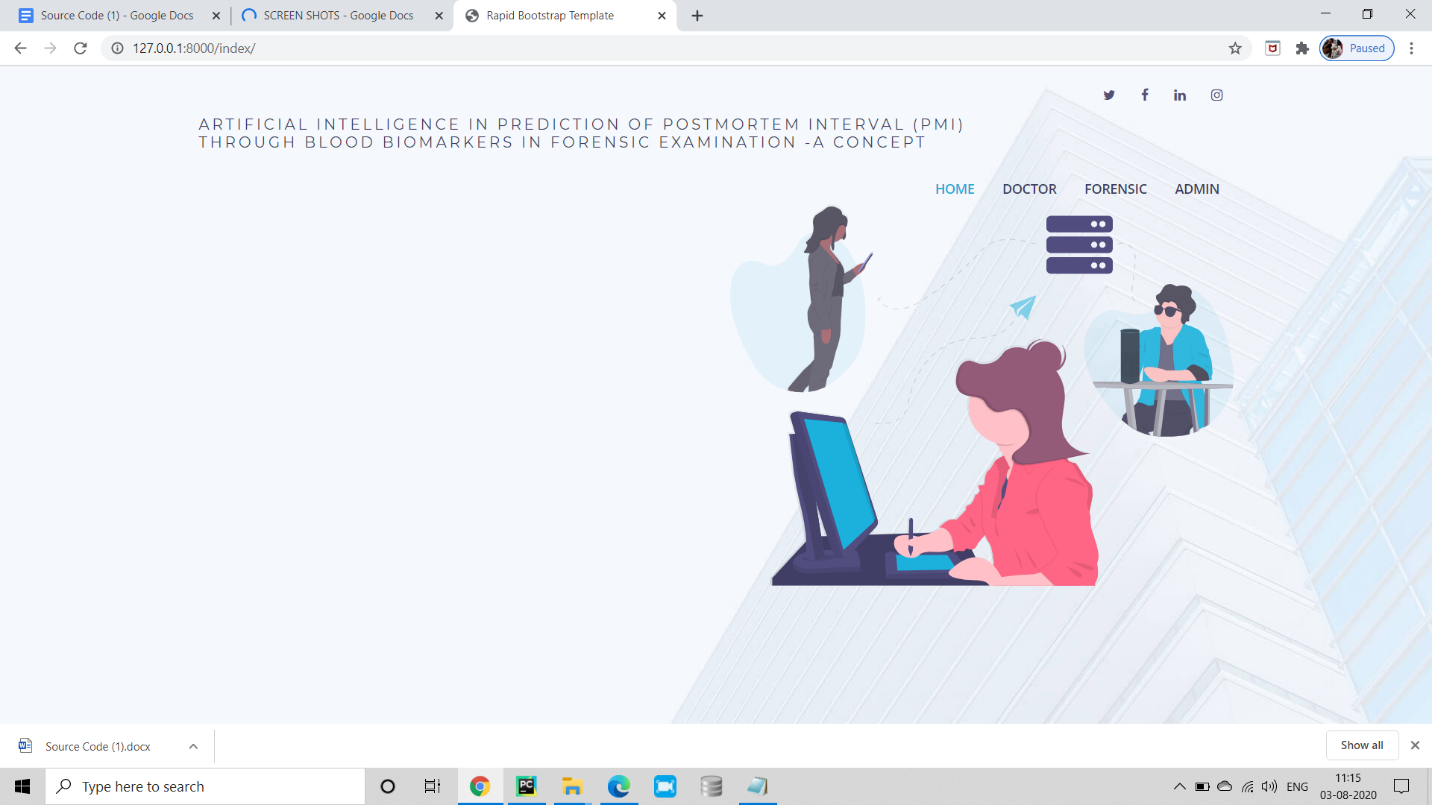 Source Code (1) - Google Docs
SCREEN SHOTS - Google Docs
Rapid Bootstrap Template
127.0.0.1:8000/index/
Paused
ARTIFICIAL INTELLIGENCE IN PREDICTION OF POSTMORTEM INTERVAL (PMI)
THROUGH BLOOD BIOMARKERS IN FORENSIC EXAMINATION -A CONCEPT
HOME DOCTOR FORENSIC ADMIN
Source Code (1).docx
Show all
Type here to search
PC
ENG
11:15
03-08-2020